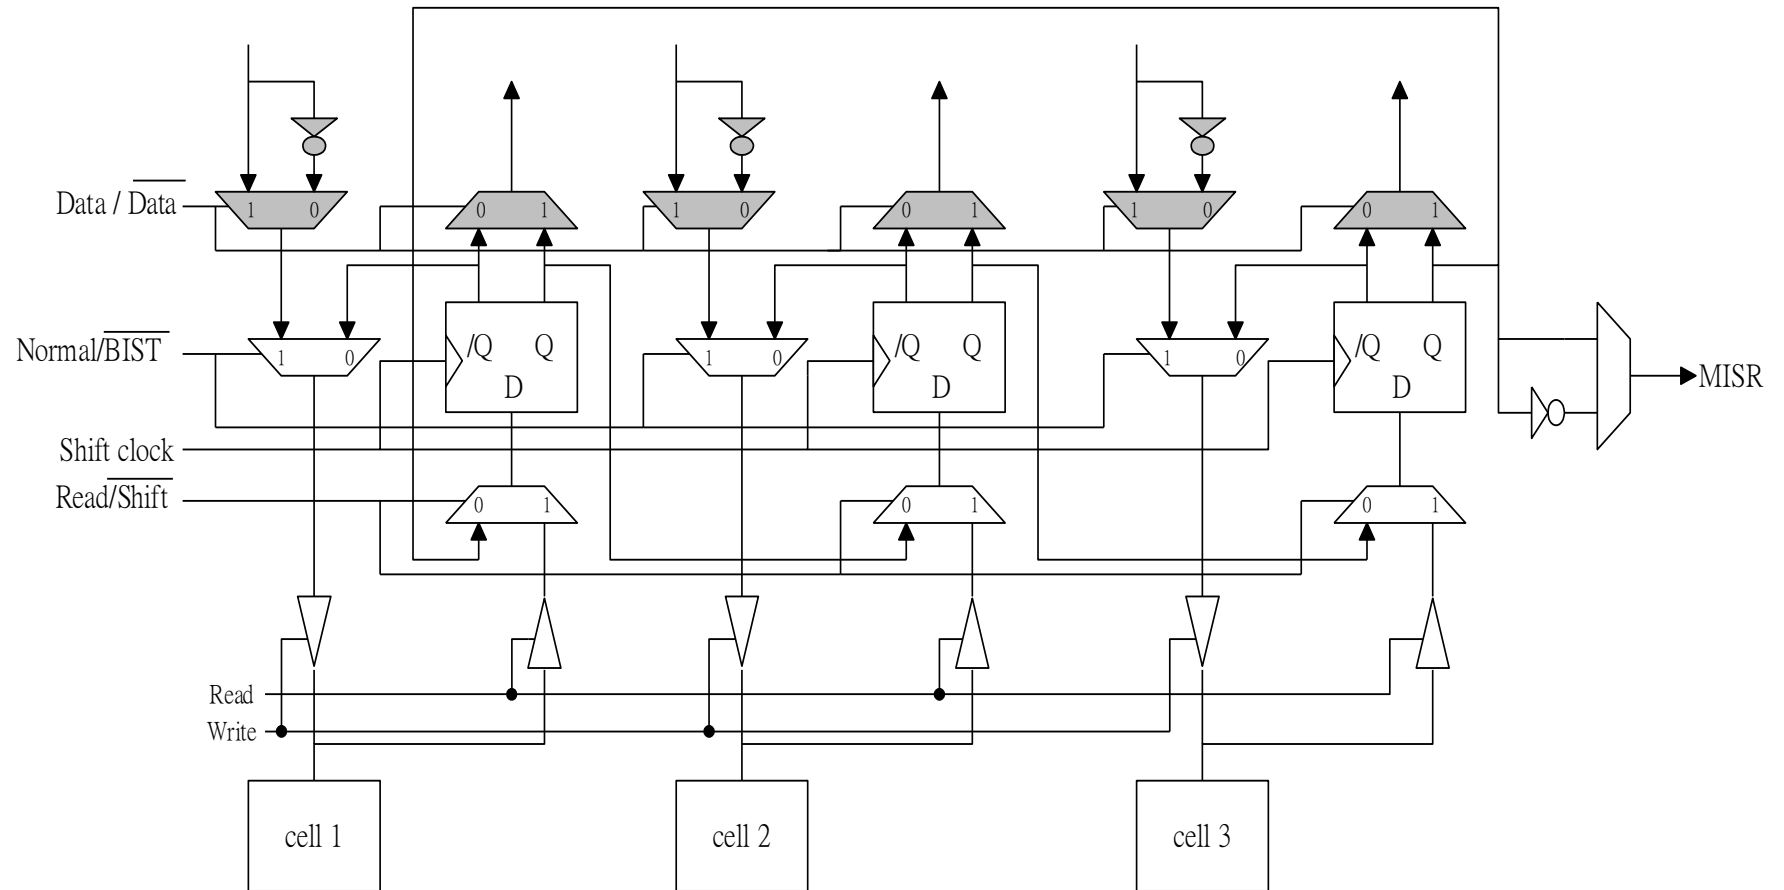 1 0 0 1 1 0 0 1 1 0 0 1
Data / Data
1 0 1 0 1 0
/Q Q /Q Q /Q Q
Normal/BIST
D D D
MISR
Shift clock
Read/Shift
0 1 0 1 0 1
Read
Write
cell 1 cell 2 cell 3